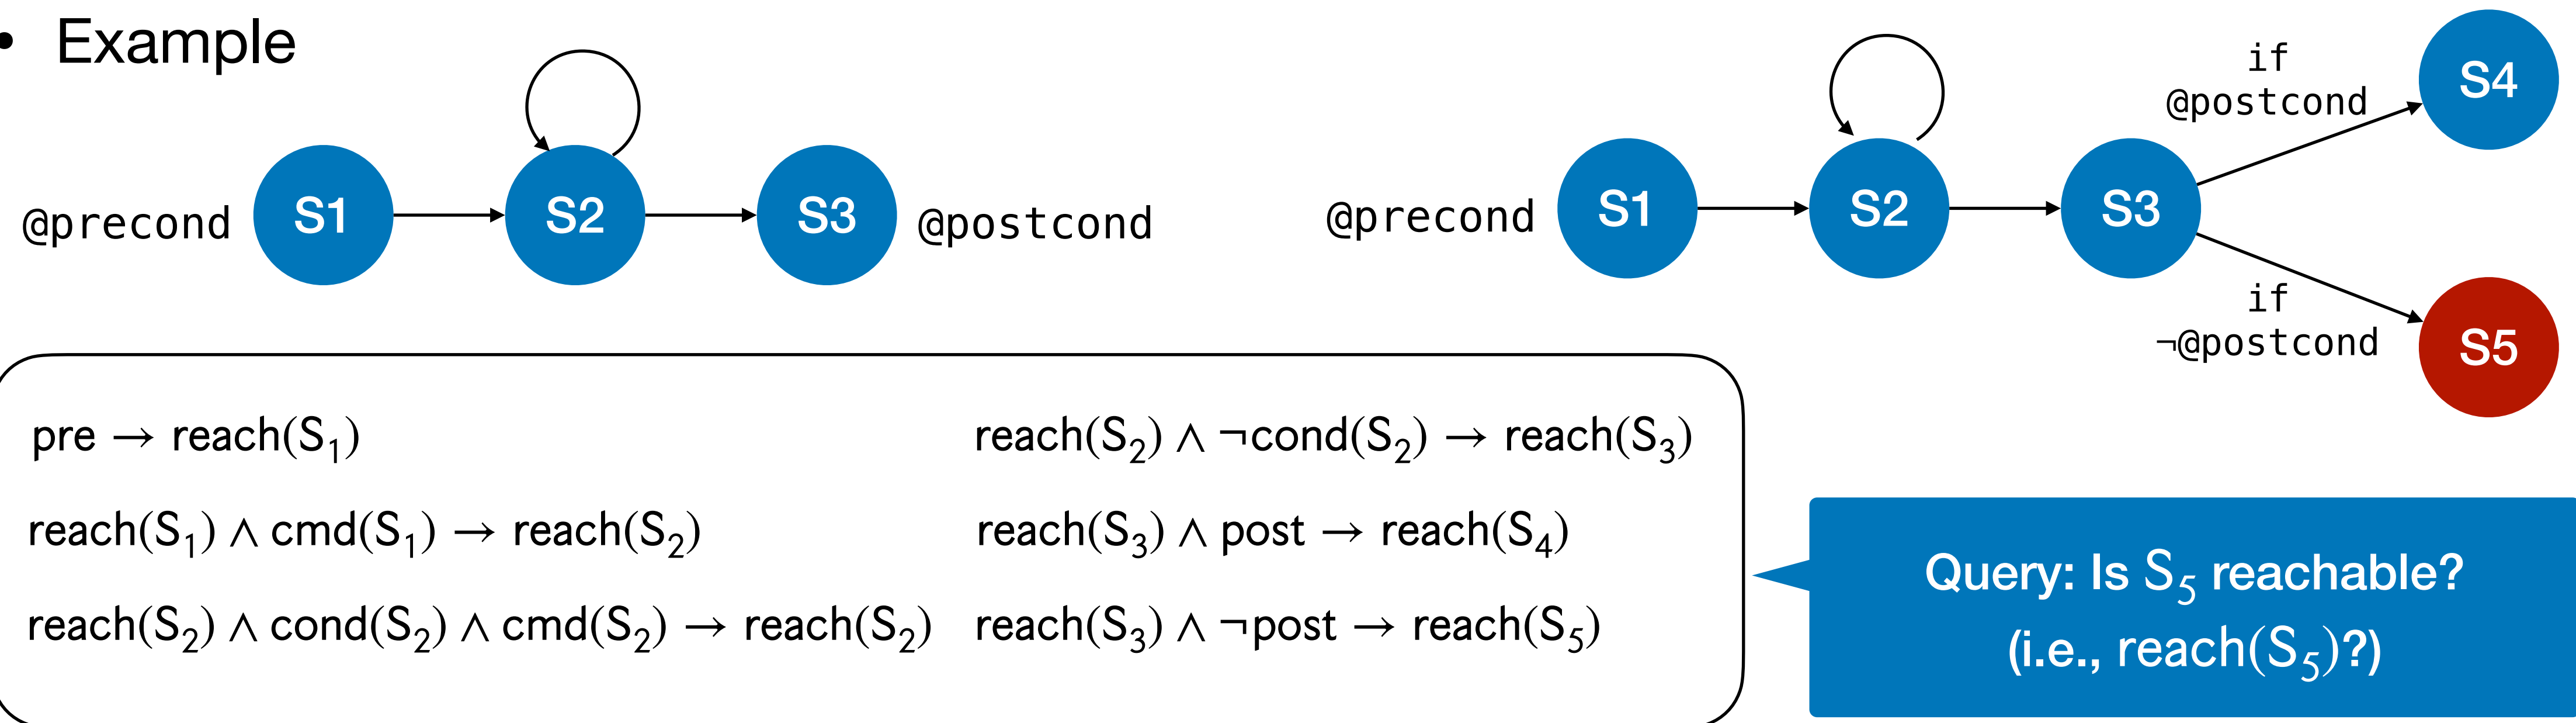 • Example
@precond
S1
S2
S3
@postcond
@precond
S1
S2
S3
if
@postcond
S4
if
¬@postcond
S5
pre → reach(S₁)
reach(S₁) ∧ cmd(S₁) → reach(S₂)
reach(S₂) ∧ cond(S₂) ∧ cmd(S₂) → reach(S₂)
reach(S₂) ∧ ¬cond(S₂) → reach(S₃)
reach(S₃) ∧ post → reach(S₄)
reach(S₃) ∧ ¬post → reach(S₅)
Query: Is S₅ reachable?
(i.e., reach(S₅)?)